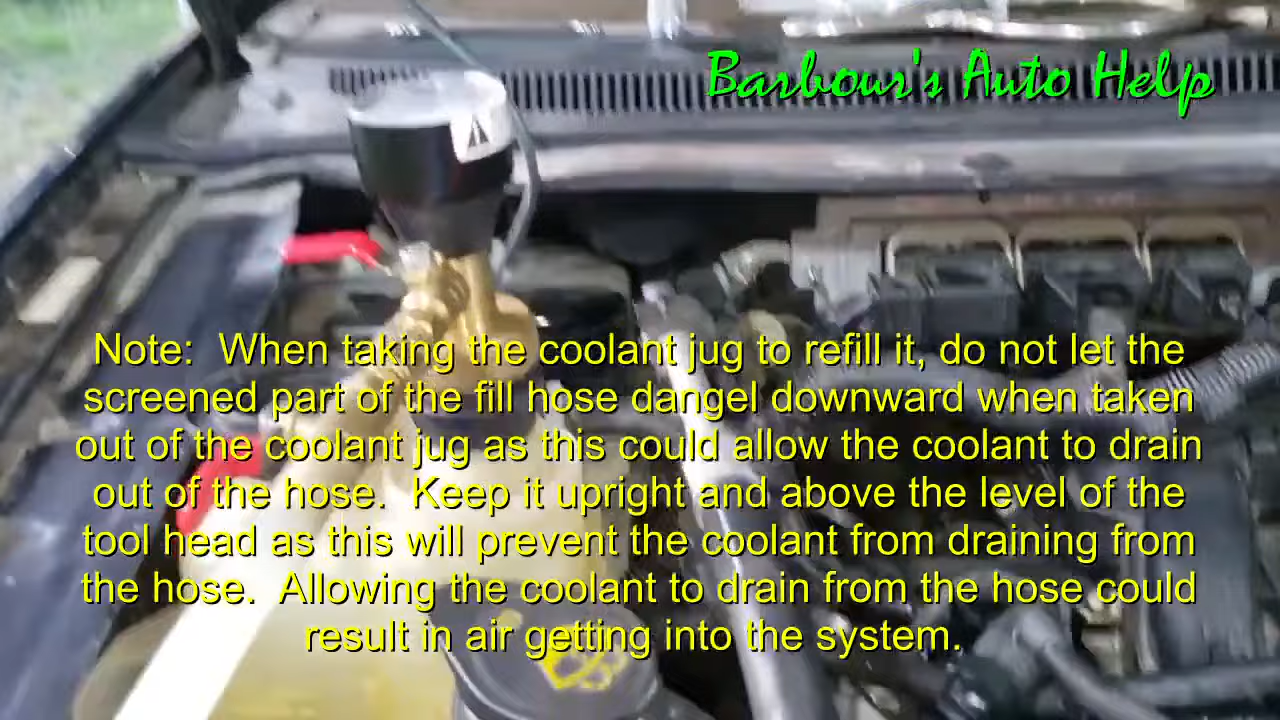 Barbour's Auto Help
Note:  When taking the coolant jug to refill it, do not let the
screened part of the fill hose dangel downward when taken
out of the coolant jug as this could allow the coolant to drain
out of the hose.  Keep it upright and above the level of the
tool head as this will prevent the coolant from draining from
the hose.  Allowing the coolant to drain from the hose could
result in air getting into the system.